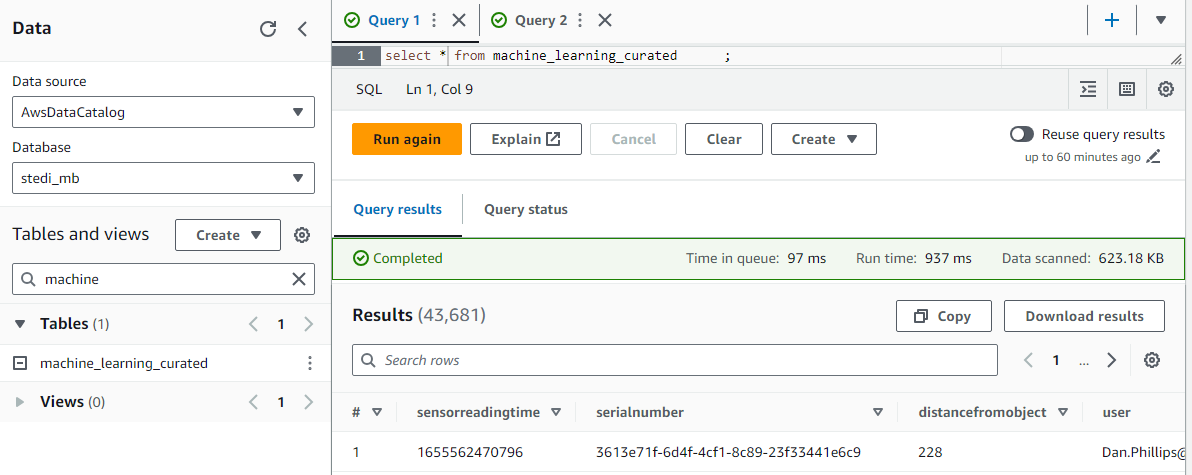 Data
Data source
AwsDataCatalog
Database
stedi_mb
Tables and views
Create
machine
Tables (1)
1
machine_learning_curated
Views (0)
1
Query 1
Query 2
1 select * from machine_learning_curated ;
SQL Ln 1, Col 9
Run again Explain Cancel Clear Create
Reuse query results
up to 60 minutes ago
Query results Query status
Completed Time in queue: 97 ms Run time: 937 ms Data scanned: 623.18 KB
Results (43,681) Copy Download results
Search rows 1 ...
# sensorreadingtime serialnumber distancefromobject user
1 1655562470796 3613e71f-6d4f-4cf1-8c89-23f33441e6c9 228 Dan.Phillips@